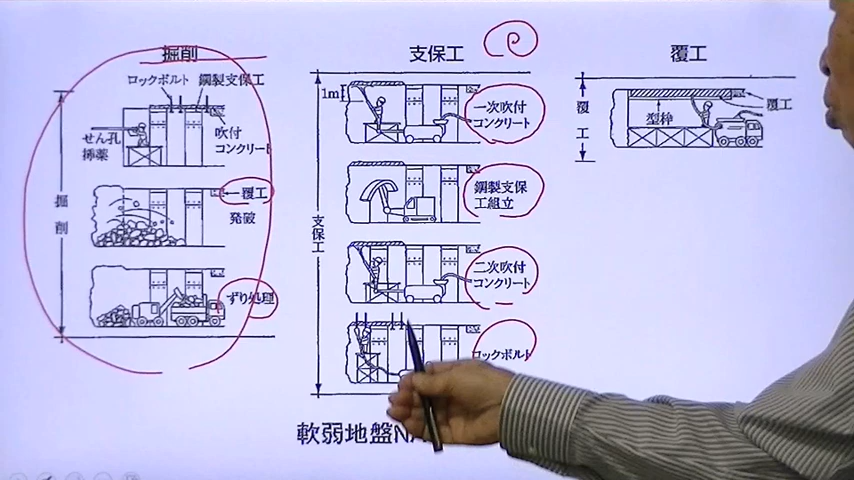 掘削
ロックボルト 鋼製支保工
せん孔
挿薬
吹付
コンクリート
掘削
覆工
発破
ずり処理
支保工
1m
一次吹付
コンクリート
支保工
鋼製支保
工組立
二次吹付
コンクリート
ロックボルト
覆工
覆工
覆工
型枠
軟弱地盤NA